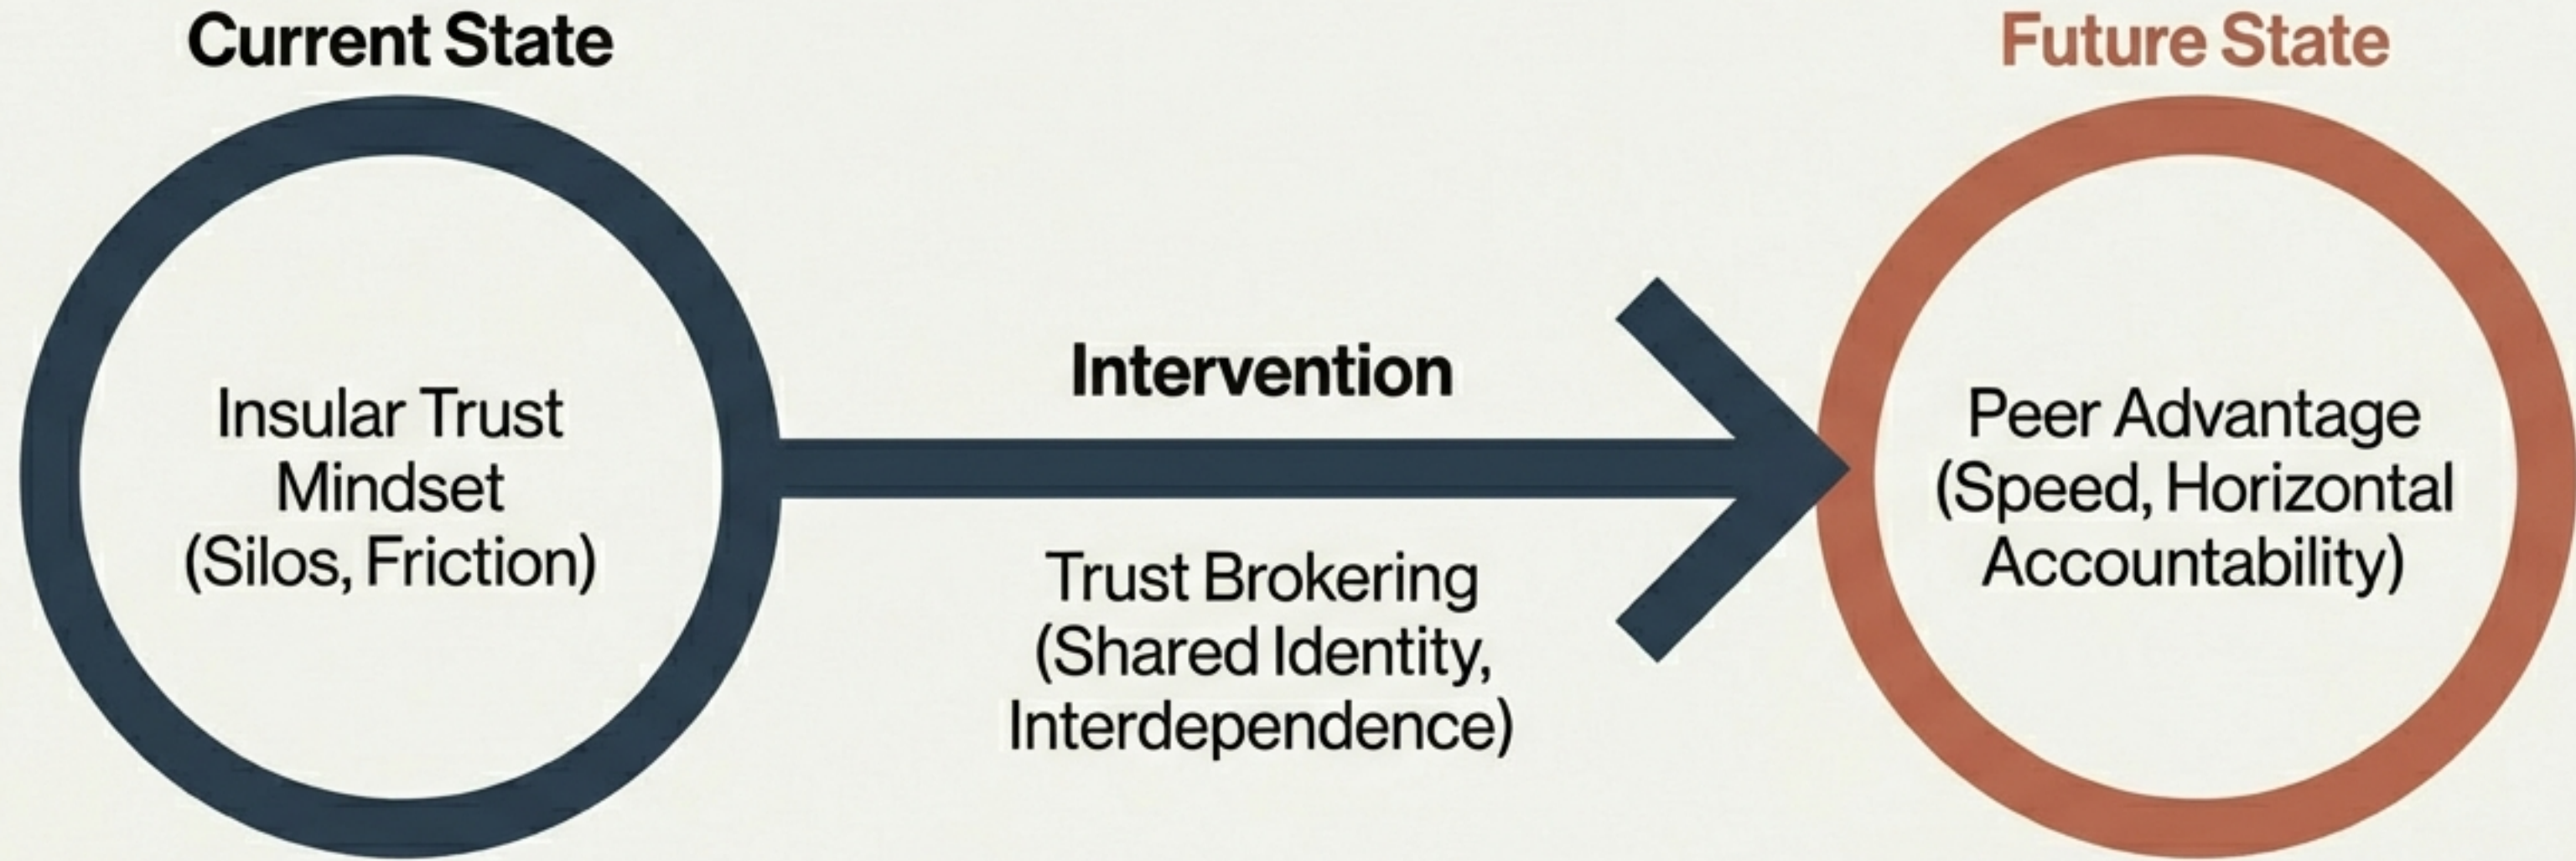 Current State
Insular Trust
Mindset
(Silos, Friction)
Intervention
Trust Brokering
(Shared Identity,
Interdependence)
Future State
Peer Advantage
(Speed, Horizontal
Accountability)